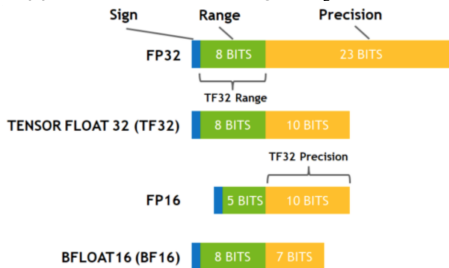 Sign Range Precision
FP32 8 BITS 23 BITS
TF32 Range
TENSOR FLOAT 32 (TF32) 8 BITS 10 BITS
TF32 Precision
FP16 5 BITS 10 BITS
BFLOAT16 (BF16) 8 BITS 7 BITS